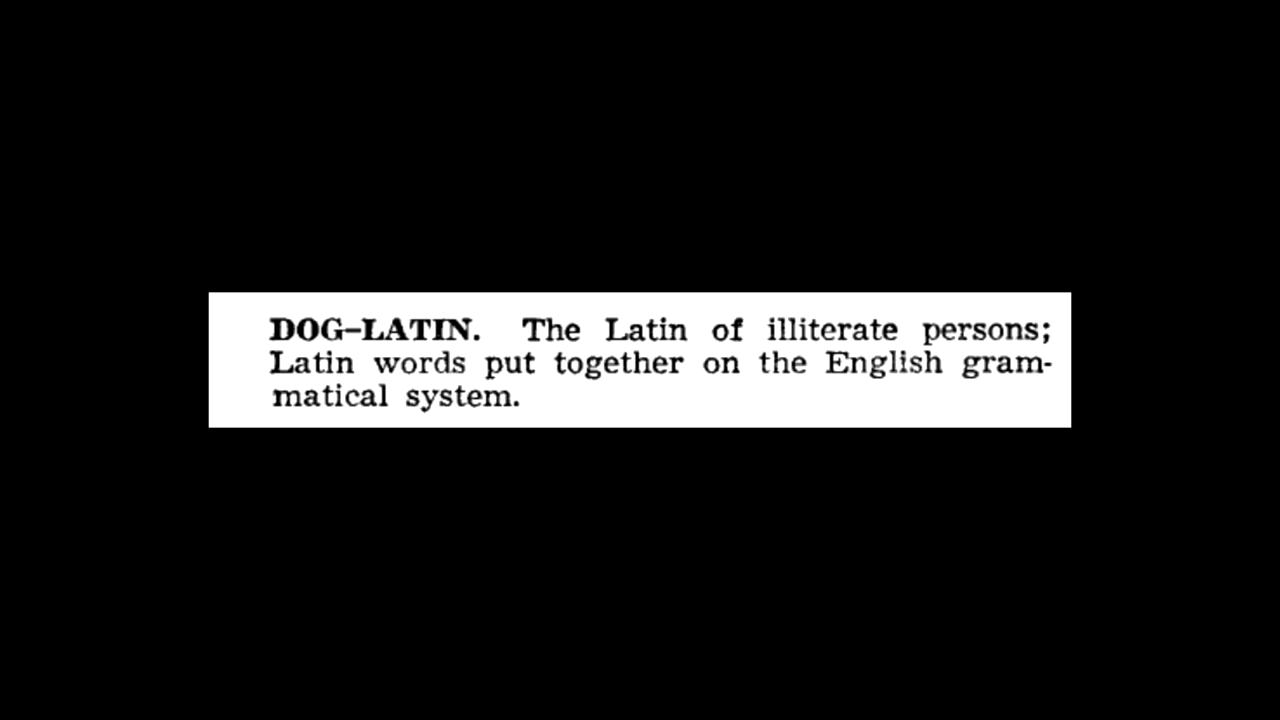 DOG–LATIN. The Latin of illiterate persons;
Latin words put together on the English gram-
matical system.